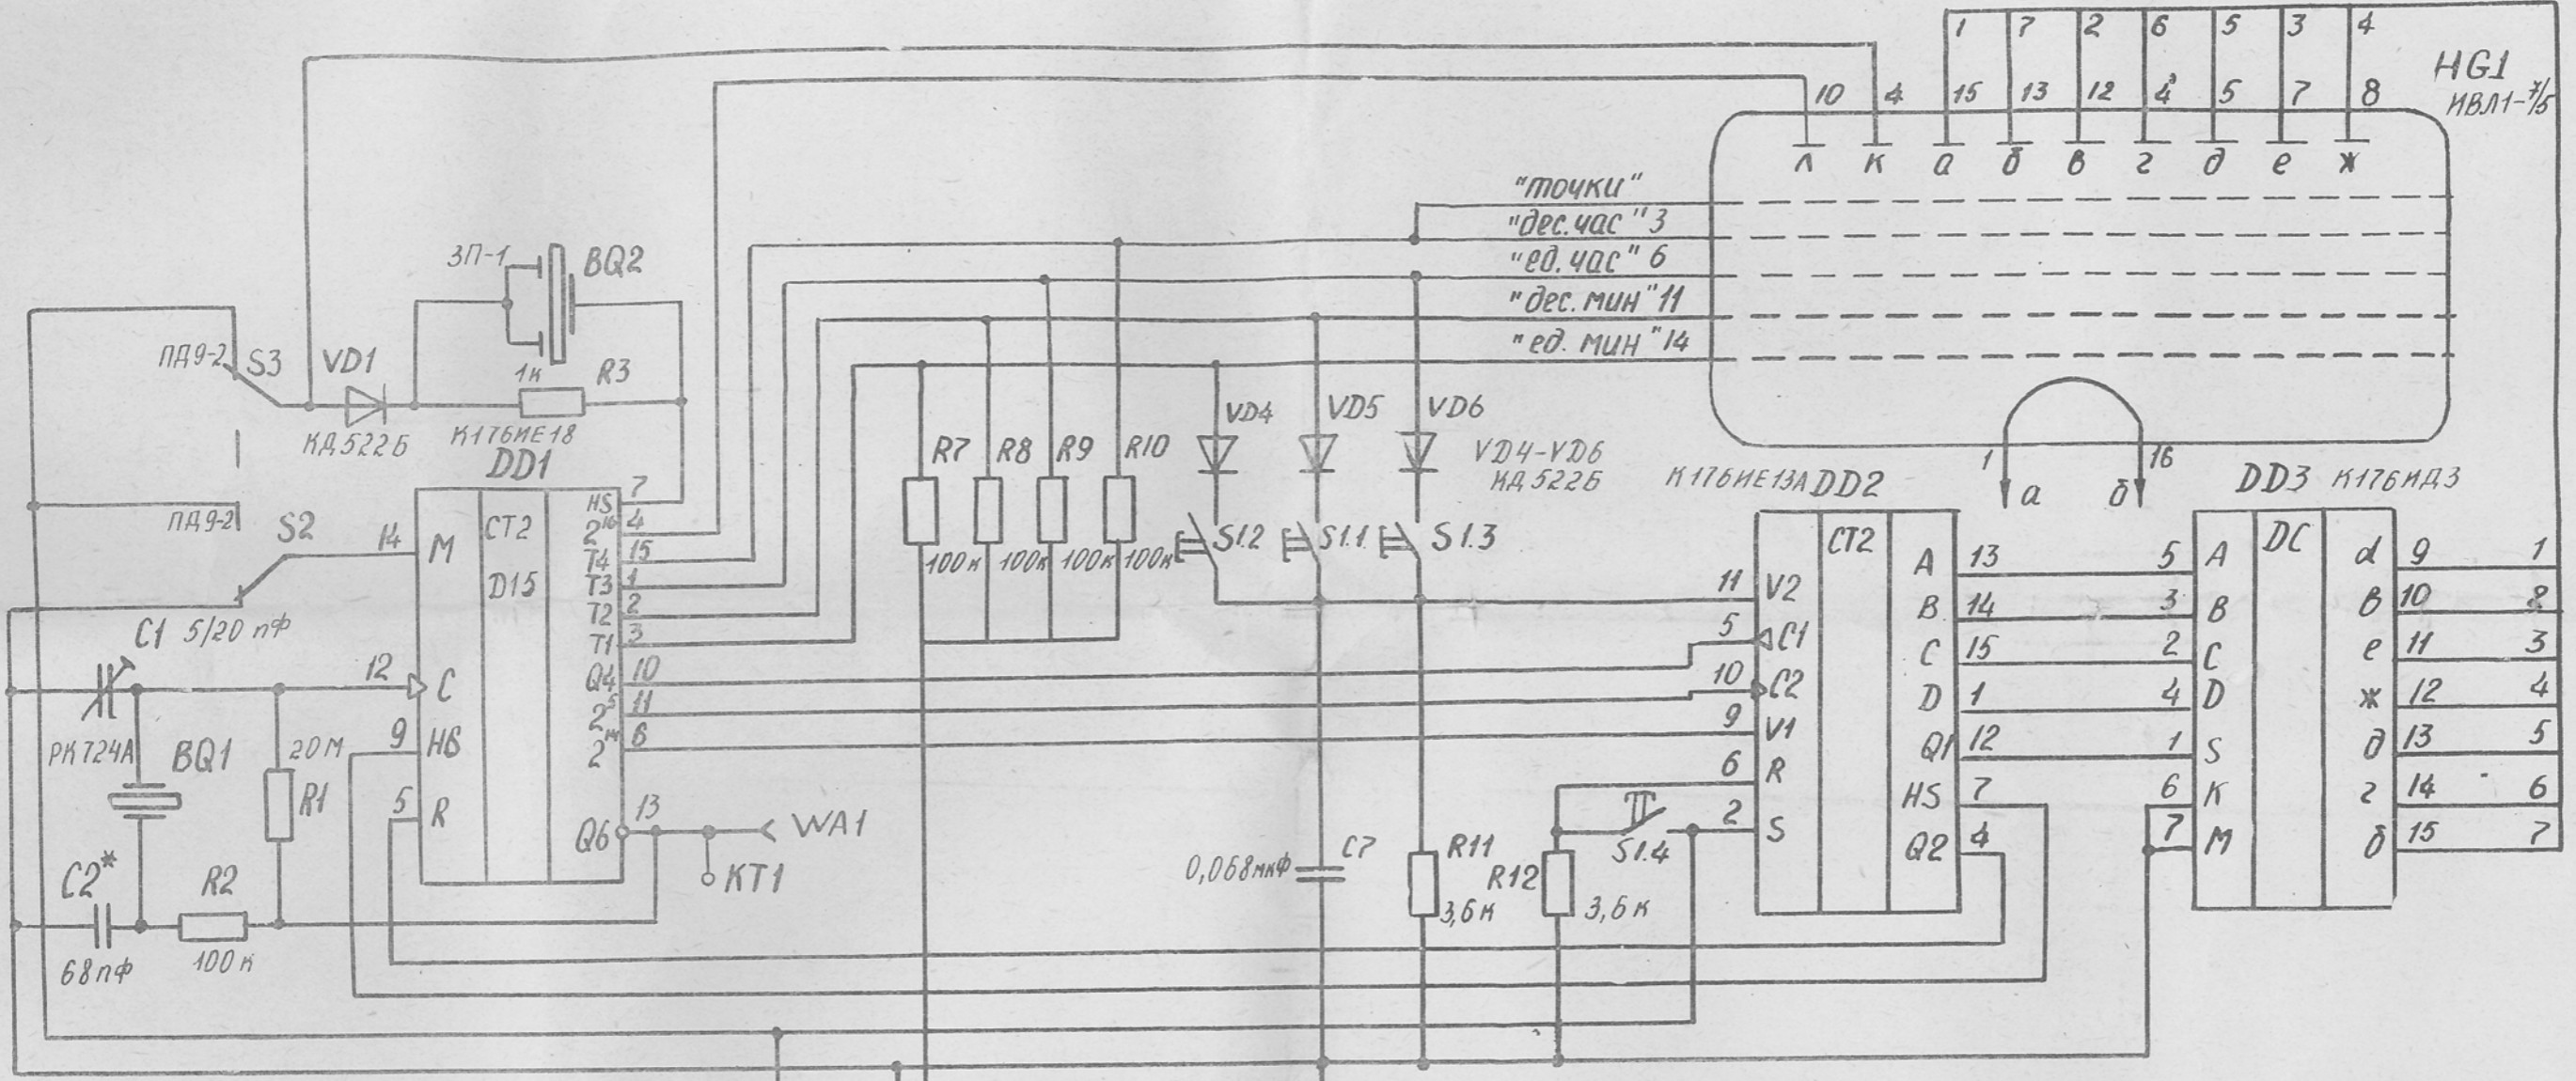 1 7 2 6 5 3 4
HG1
ИВЛ1-7/5
10 4 15 13 12 4 5 7 8
л к а б в г д е ж
"точки"
"дес.час" 3
"ед.час" 6
"дес.мин" 11
"ед. мин" 14
1 16
а б
ЗП-1 BQ2
ПД9-2 S3 VD1
1к R3
КД522Б
К176ИЕ18
DD1
ПД9-2 S2
14 M
CT2
D15
12 C
9 НВ
5 R
HS 7
2¹⁶ 4
T4 15
T3 1
T2 2
T1 3
Q4 10
2⁵ 11
2¹⁴ 6
Q6 13
WA1
KT1
C1 5/20 пФ
РК724А BQ1
20М
R1
C2*
68пФ
R2
100к
R7 R8 R9 R10
100к 100к 100к 100к
VD4 VD5 VD6
VD4-VD6
КД522Б
S1.2 S1.1 S1.3
C7
0,068мкФ
R11
3,6к
R12
3,6к
S1.4
К176ИЕ13А DD2
CT2
11 V2
5 C1
10 C2
9 V1
6 R
2 S
A 13
B 14
C 15
D 1
Q1 12
HS 7
Q2 4
DD3 К176ИД3
DC
5 A
3 B
2 C
4 D
1 S
6 K
7 M
а 9 1
в 10
е 11 3
ж 12 4
д 13 5
г 14 6
б 15 7